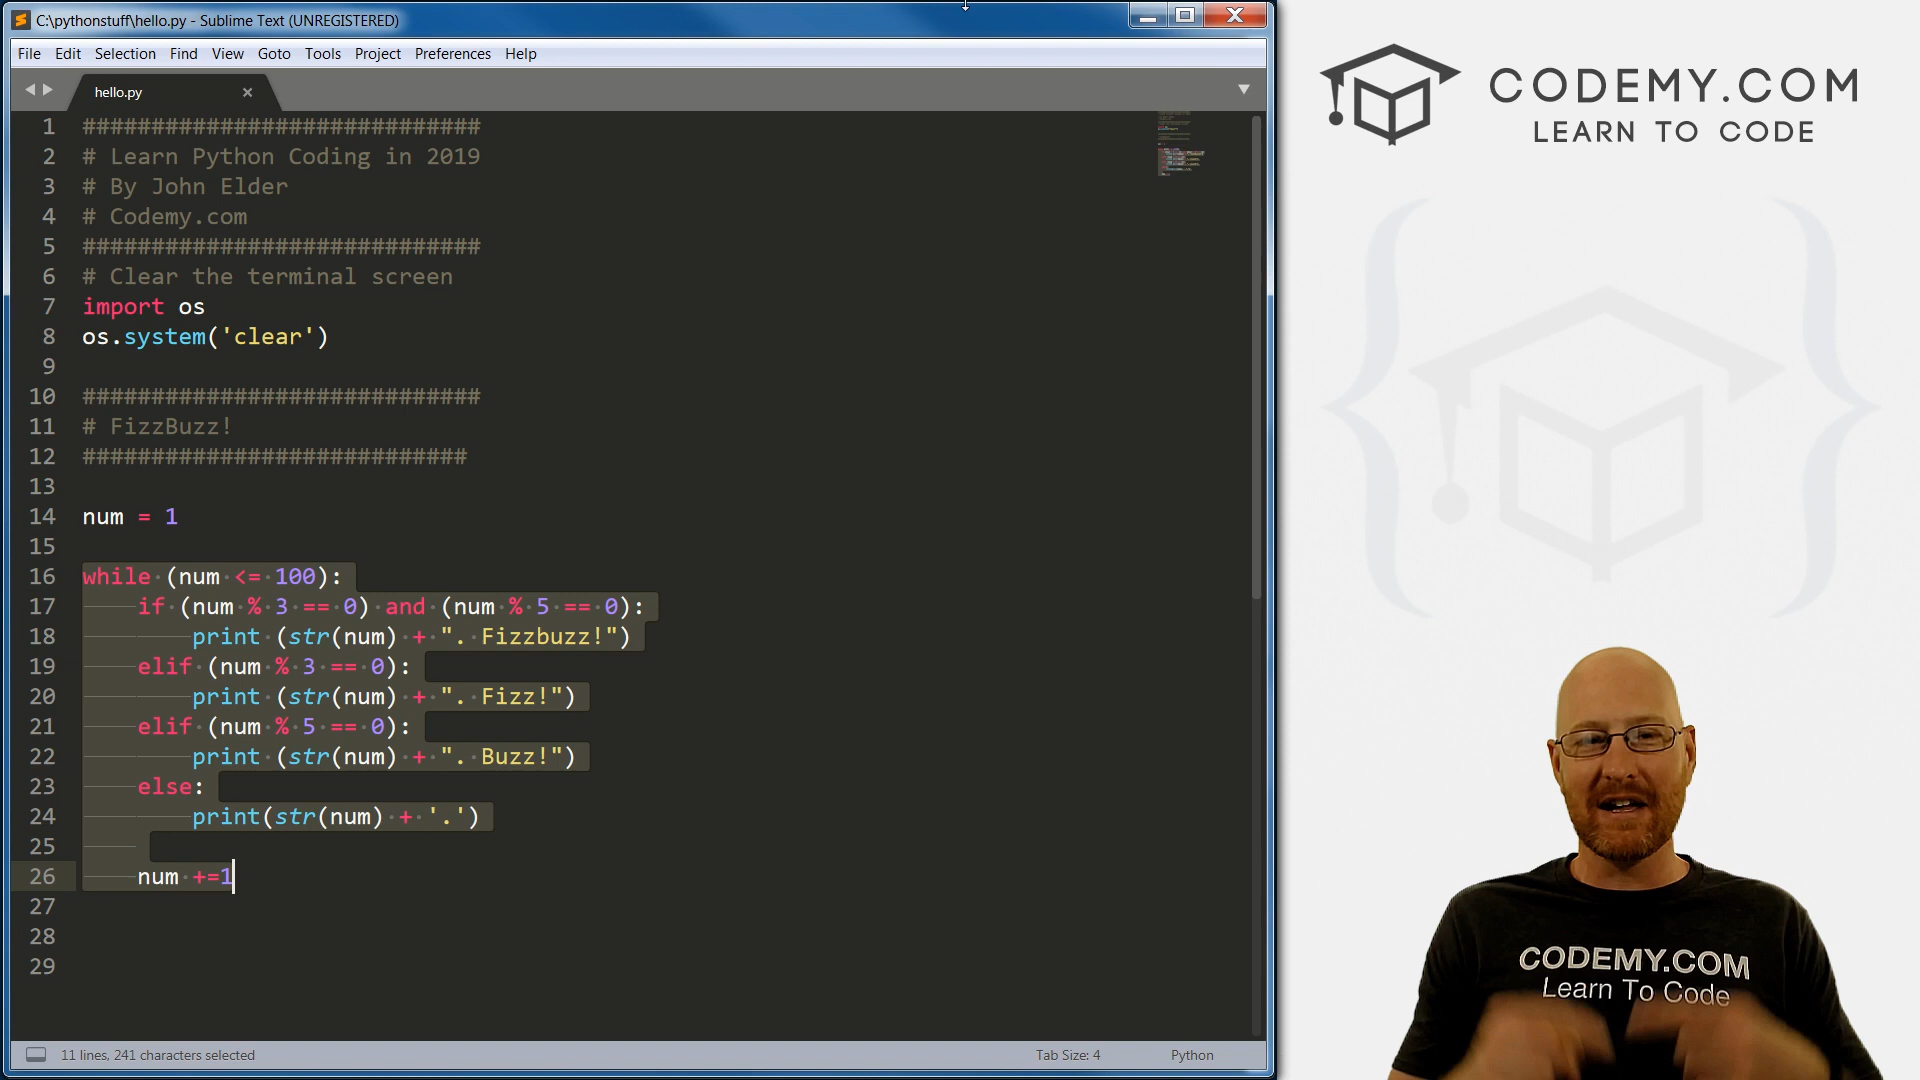 C:\pythonstuff\hello.py - Sublime Text (UNREGISTERED)
File Edit Selection Find View Goto Tools Project Preferences Help
hello.py
1 #############################
2 # Learn Python Coding in 2019
3 # By John Elder
4 # Codemy.com
5 #############################
6 # Clear the terminal screen
7 import os
8 os.system('clear')
9
10 #############################
11 # FizzBuzz!
12 ############################
13
14 num = 1
15
16 while (num <= 100):
17 if (num % 3 == 0) and (num % 5 == 0):
18 print (str(num) + ". Fizzbuzz!")
19 elif (num % 3 == 0):
20 print (str(num) + ". Fizz!")
21 elif (num % 5 == 0):
22 print (str(num) + ". Buzz!")
23 else:
24 print(str(num) + '.')
25
26 num +=1
27
28
29
11 lines, 241 characters selected
Tab Size: 4
Python
CODEMY.COM
LEARN TO CODE
CODEMY.COM
Learn To Code